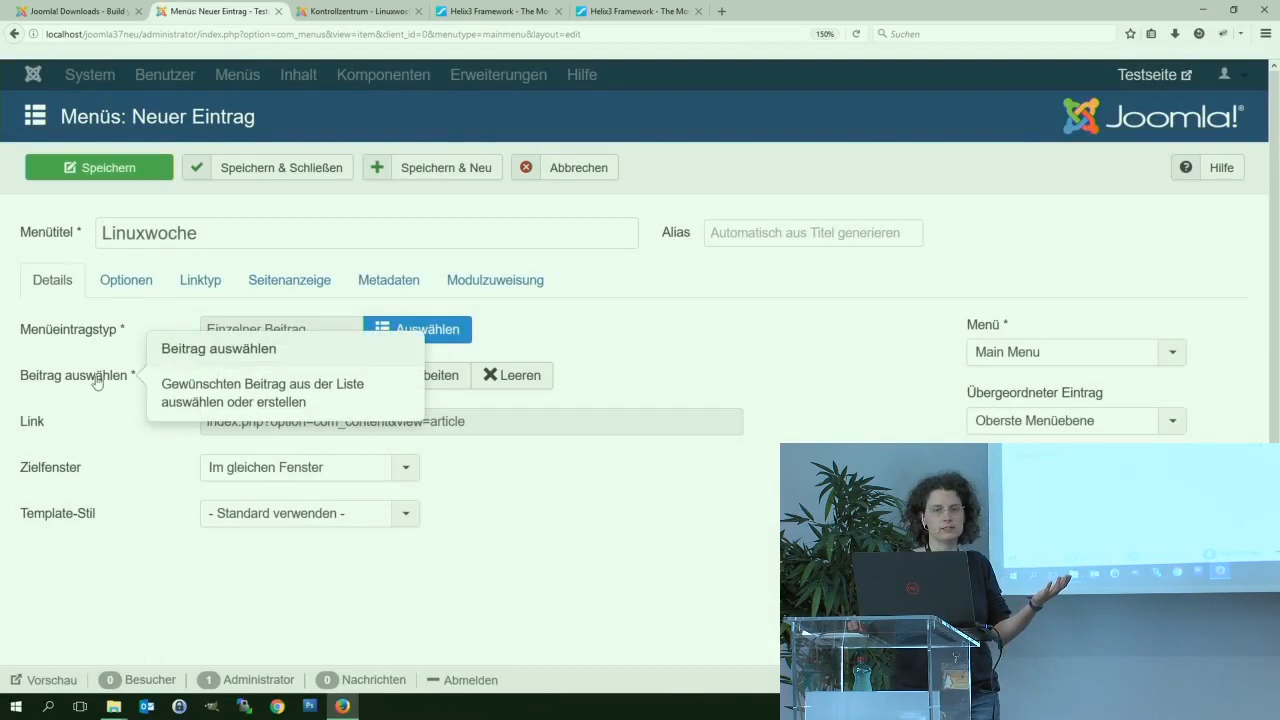 Joomla! Downloads - Build
Menüs: Neuer Eintrag - Test
Kontrollzentrum - Linuxwoc
Helix3 Framework - The Mo
Helix3 Framework - The Mo
localhost/joomla37neu/administrator/index.php?option=com_menus&view=item&client_id=0&menutype=mainmenu&layout=edit
150%
Suchen
System Benutzer Menüs Inhalt Komponenten Erweiterungen Hilfe
Testseite
Menüs: Neuer Eintrag
Joomla!®
Speichern
Speichern & Schließen
Speichern & Neu
Abbrechen
Hilfe
Menütitel *
Linuxwoche
Alias
Automatisch aus Titel generieren
Details Optionen Linktyp Seitenanzeige Metadaten Modulzuweisung
Menüeintragstyp *
Einzelner Beitrag
Auswählen
Beitrag auswählen *
Beitrag auswählen
Gewünschten Beitrag aus der Liste
auswählen oder erstellen
beiten
Leeren
Link
index.php?option=com_content&view=article
Zielfenster
Im gleichen Fenster
Template-Stil
- Standard verwenden -
Menü *
Main Menu
Übergeordneter Eintrag
Oberste Menüebene
Vorschau
0 Besucher
1 Administrator
0 Nachrichten
Abmelden